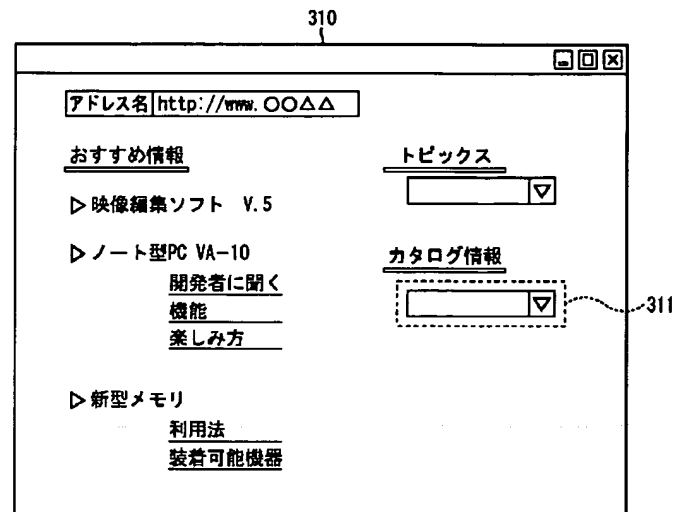 310
アドレス名 http://www.○○△△
おすすめ情報
▷映像編集ソフト V.5
▷ノート型PC VA-10
開発者に聞く
機能
楽しみ方
▷新型メモリ
利用法
装着可能機器
トピックス
カタログ情報
311